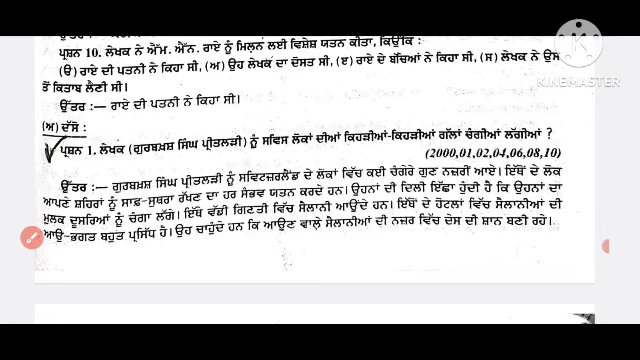 ਪ੍ਰਸ਼ਨ 10. ਲੇਖਕ ਨੇ ਐੱਮ. ਐੱਨ. ਰਾਏ ਨੂੰ ਮਿਲਨ ਲਈ ਵਿਸ਼ੇਸ਼ ਯਤਨ ਕੀਤਾ, ਕਿਉਂਕਿ :
(ੳ) ਰਾਏ ਦੀ ਪਤਨੀ ਨੇ ਕਿਹਾ ਸੀ, (ਅ) ਉਹ ਲੇਖਕ ਦਾ ਦੋਸਤ ਸੀ, (ੲ) ਰਾਏ ਦੇ ਬੱਚਿਆਂ ਨੇ ਕਿਹਾ ਸੀ, (ਸ) ਲੇਖਕ ਨੇ ਉਸ
ਤੋਂ ਕਿਤਾਬ ਲੈਣੀ ਸੀ।
ਉੱਤਰ :— ਰਾਏ ਦੀ ਪਤਨੀ ਨੇ ਕਿਹਾ ਸੀ।
(ਅ) ਦੱਸੋ :
ਪ੍ਰਸ਼ਨ 1. ਲੇਖਕ (ਗੁਰਬਖ਼ਸ਼ ਸਿੰਘ ਪ੍ਰੀਤਲੜੀ) ਨੂੰ ਸਵਿਸ ਲੋਕਾਂ ਦੀਆਂ ਕਿਹੜੀਆਂ-ਕਿਹੜੀਆਂ ਗੱਲਾਂ ਚੰਗੀਆਂ ਲੱਗੀਆਂ ?
(2000,01,02,04,06,08,10)
ਉੱਤਰ :— ਗੁਰਬਖ਼ਸ਼ ਸਿੰਘ ਪ੍ਰੀਤਲੜੀ ਨੂੰ ਸਵਿਟਜ਼ਰਲੈਂਡ ਦੇ ਲੋਕਾਂ ਵਿੱਚ ਕਈ ਚੰਗੇਰੇ ਗੁਣ ਨਜ਼ਰੀਂ ਆਏ। ਇੱਥੋਂ ਦੇ ਲੋਕ
ਆਪਣੇ ਸ਼ਹਿਰਾਂ ਨੂੰ ਸਾਫ਼-ਸੁਥਰਾ ਰੱਖਣ ਦਾ ਹਰ ਸੰਭਵ ਯਤਨ ਕਰਦੇ ਹਨ। ਉਹਨਾਂ ਦੀ ਦਿਲੀ ਇੱਛਾ ਹੁੰਦੀ ਹੈ ਕਿ ਉਹਨਾਂ ਦਾ
ਮੁਲਕ ਦੂਸਰਿਆਂ ਨੂੰ ਚੰਗਾ ਲੱਗੇ। ਇੱਥੇ ਵੱਡੀ ਗਿਣਤੀ ਵਿੱਚ ਸੈਲਾਨੀ ਆਉਂਦੇ ਹਨ। ਇੱਥੋਂ ਦੇ ਹੋਟਲਾਂ ਵਿੱਚ ਸੈਲਾਨੀਆਂ ਦੀ
ਆਉ-ਭਗਤ ਬਹੁਤ ਪ੍ਰਸਿੱਧ ਹੈ। ਉਹ ਚਾਹੁੰਦੇ ਹਨ ਕਿ ਆਉਣ ਵਾਲੇ ਸੈਲਾਨੀਆਂ ਦੀ ਨਜ਼ਰ ਵਿੱਚ ਦੇਸ ਦੀ ਸ਼ਾਨ ਬਣੀ ਰਹੇ।
KINEMASTER